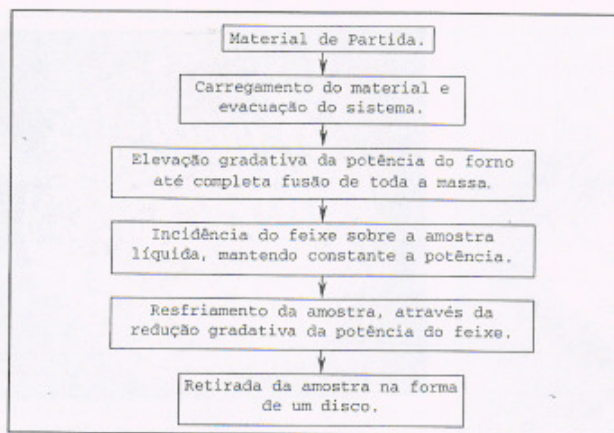 Material de Partida.
Carregamento do material e
evacuação do sistema.
Elevação gradativa da potência do forno
até completa fusão de toda a massa.
Incidência do feixe sobre a amostra
líquida, mantendo constante a potência.
Resfriamento da amostra, através da
redução gradativa da potência do feixe.
Retirada da amostra na forma
de um disco.